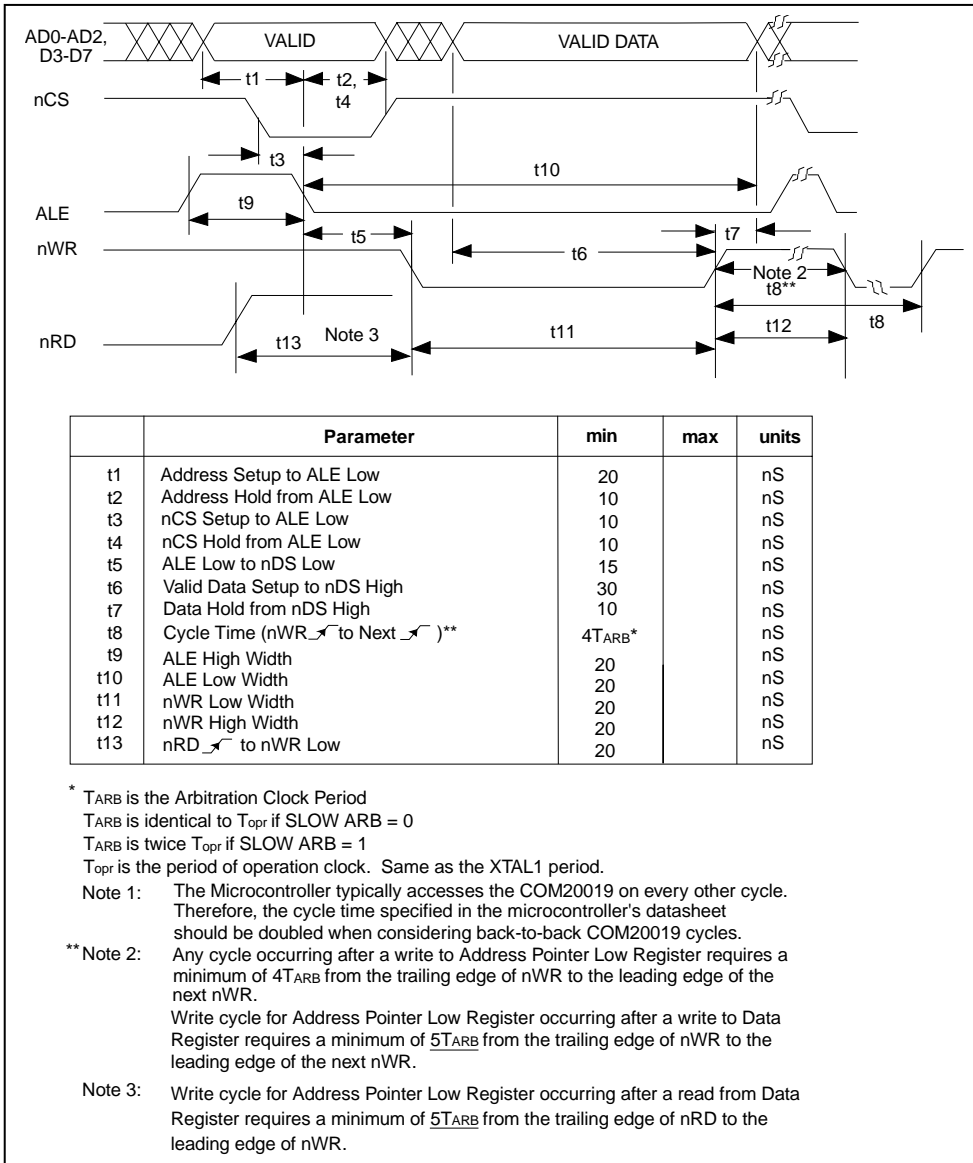 AD0-AD2,
D3-D7
VALID
VALID DATA
t1
t2,
t4
nCS
t3
t10
ALE
t9
t5
t7
nWR
t6
Note 2
t8**
t8
nRD
t13
Note 3
t11
t12
Parameter min max units
t1 Address Setup to ALE Low 20 nS
t2 Address Hold from ALE Low 10 nS
t3 nCS Setup to ALE Low 10 nS
t4 nCS Hold from ALE Low 10 nS
t5 ALE Low to nDS Low 15 nS
t6 Valid Data Setup to nDS High 30 nS
t7 Data Hold from nDS High 10 nS
t8 Cycle Time (nWR to Next )** 4TARB* nS
t9 ALE High Width 20 nS
t10 ALE Low Width 20 nS
t11 nWR Low Width 20 nS
t12 nWR High Width 20 nS
t13 nRD to nWR Low 20 nS
* TARB is the Arbitration Clock Period
TARB is identical to Topr if SLOW ARB = 0
TARB is twice Topr if SLOW ARB = 1
Topr is the period of operation clock. Same as the XTAL1 period.
Note 1: The Microcontroller typically accesses the COM20019 on every other cycle.
Therefore, the cycle time specified in the microcontroller's datasheet
should be doubled when considering back-to-back COM20019 cycles.
** Note 2: Any cycle occurring after a write to Address Pointer Low Register requires a
minimum of 4TARB from the trailing edge of nWR to the leading edge of the
next nWR.
Write cycle for Address Pointer Low Register occurring after a write to Data
Register requires a minimum of 5TARB from the trailing edge of nWR to the
leading edge of the next nWR.
Note 3: Write cycle for Address Pointer Low Register occurring after a read from Data
Register requires a minimum of 5TARB from the trailing edge of nRD to the
leading edge of nWR.